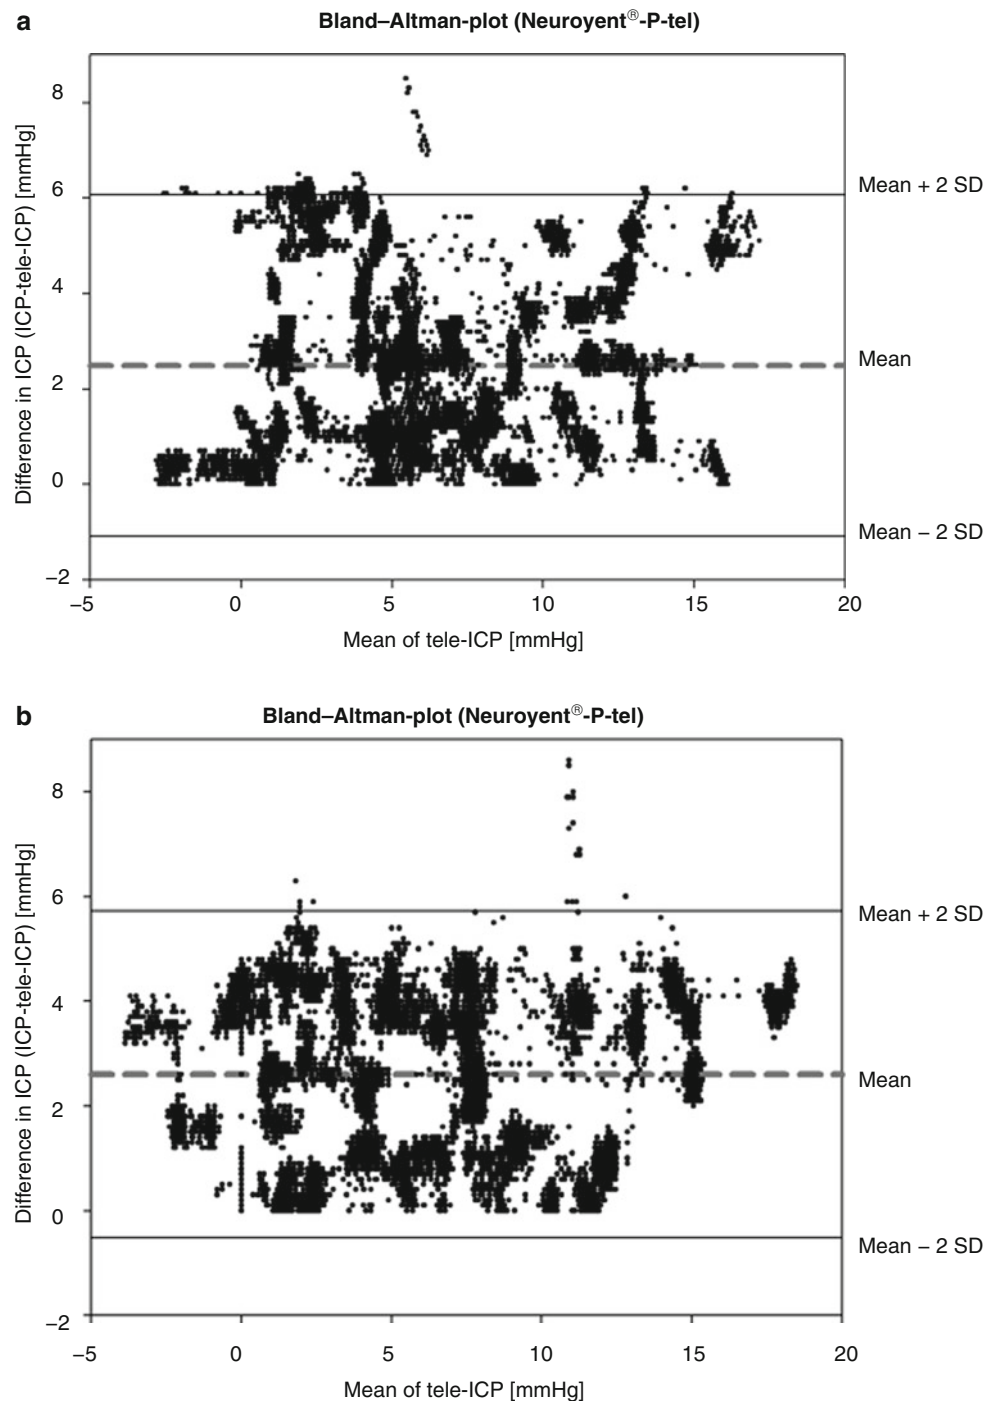 a
Bland–Altman-plot (Neuroyent®-P-tel)
Difference in ICP (ICP-tele-ICP) [mmHg]
8
6
4
2
0
−2
Mean + 2 SD
Mean
Mean − 2 SD
−5 0 5 10 15 20
Mean of tele-ICP [mmHg]
b
Bland–Altman-plot (Neuroyent®-P-tel)
Difference in ICP (ICP-tele-ICP) [mmHg]
8
6
4
2
0
−2
Mean + 2 SD
Mean
Mean − 2 SD
−5 0 5 10 15 20
Mean of tele-ICP [mmHg]